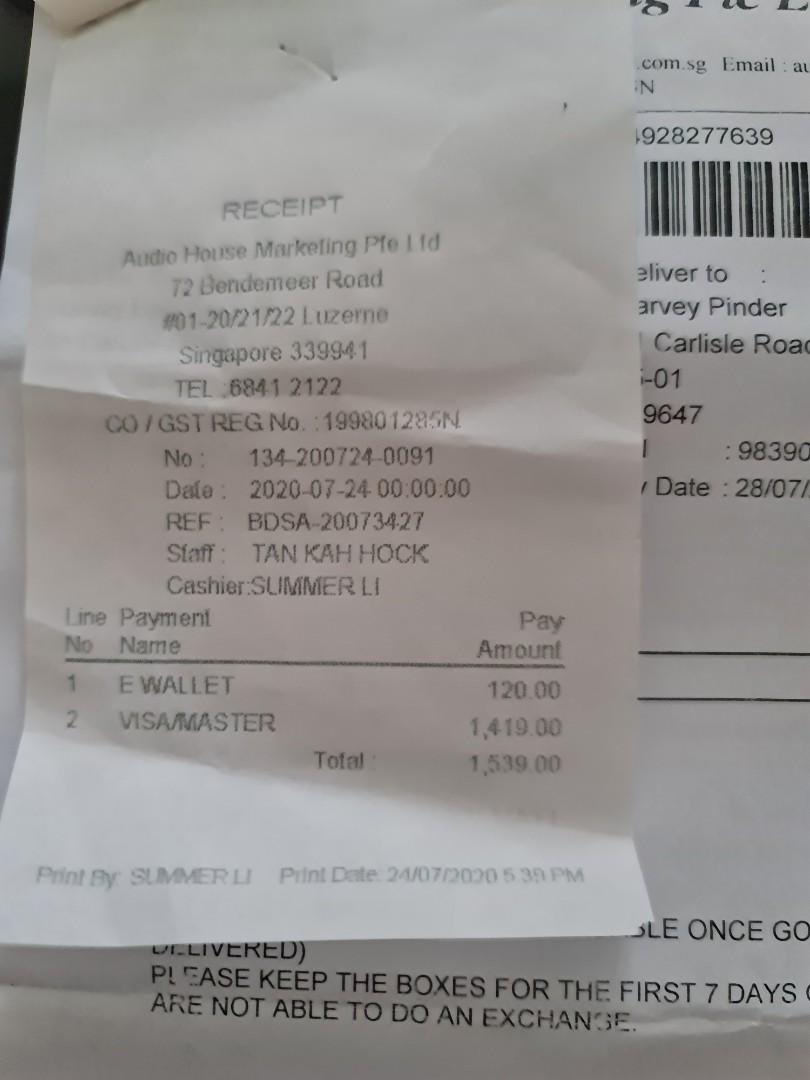 RECEIPT
Audio House Marketing Pte Ltd
72 Bendemeer Road
#01-20/21/22 Luzerne
Singapore 339941
TEL :6841 2122
CO / GST REG No. :199801285N
No : 134-200724-0091
Date : 2020-07-24 00:00:00
REF : BDSA-20073427
Staff : TAN KAH HOCK
Cashier:SUMMER LI
Line Payment Pay
No Name Amount
1 E WALLET 120.00
2 VISA/MASTER 1,419.00
Total : 1,539.00
Print By: SUMMER LI Print Date: 24/07/2020 5:39 PM
.com.sg Email : au
N
928277639
eliver to :
arvey Pinder
Carlisle Road
-01
9647
: 98390
Date : 28/07/
BLE ONCE GO
DELIVERED)
PLEASE KEEP THE BOXES FOR THE FIRST 7 DAYS
ARE NOT ABLE TO DO AN EXCHANGE.